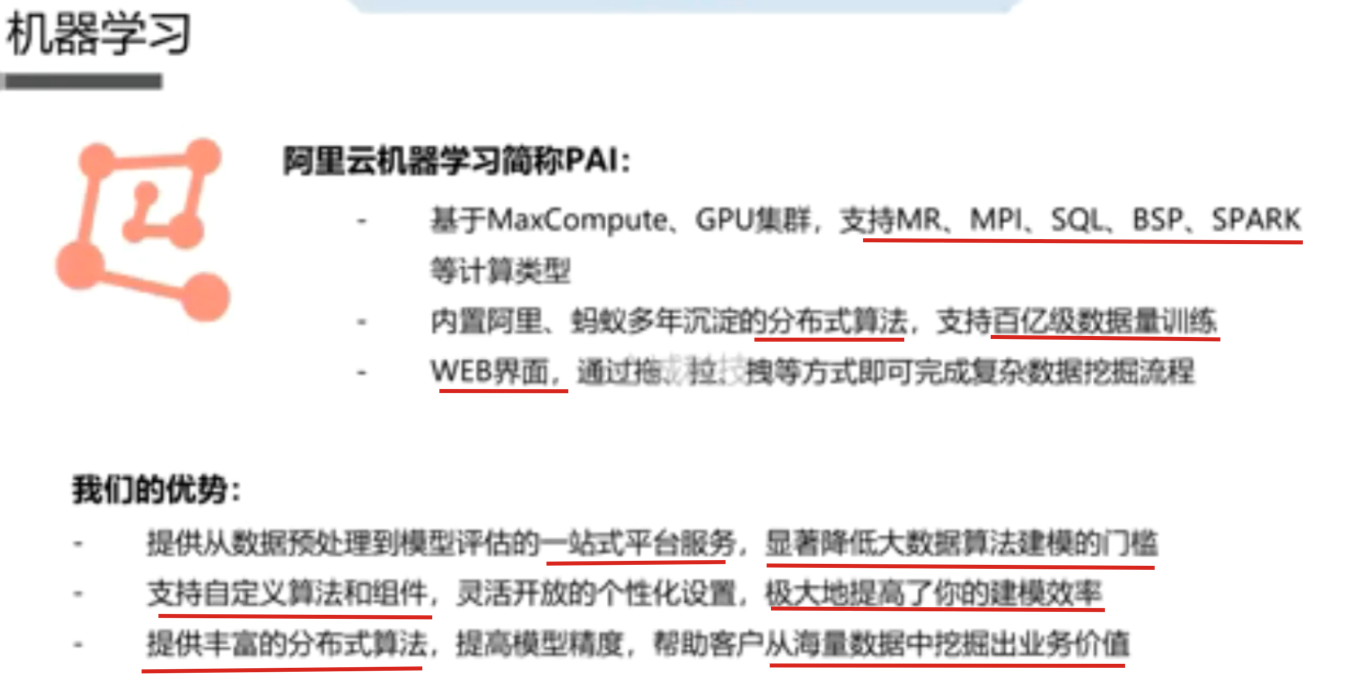 机器学习
阿里云机器学习简称PAI：
- 基于MaxCompute、GPU集群，支持MR、MPI、SQL、BSP、SPARK
等计算类型
- 内置阿里、蚂蚁多年沉淀的分布式算法，支持百亿级数据量训练
- WEB界面，通过拖、拉、拽等方式即可完成复杂数据挖掘流程
我们的优势：
- 提供从数据预处理到模型评估的一站式平台服务，显著降低大数据算法建模的门槛
- 支持自定义算法和组件，灵活开放的个性化设置，极大地提高了你的建模效率
- 提供丰富的分布式算法，提高模型精度，帮助客户从海量数据中挖掘出业务价值